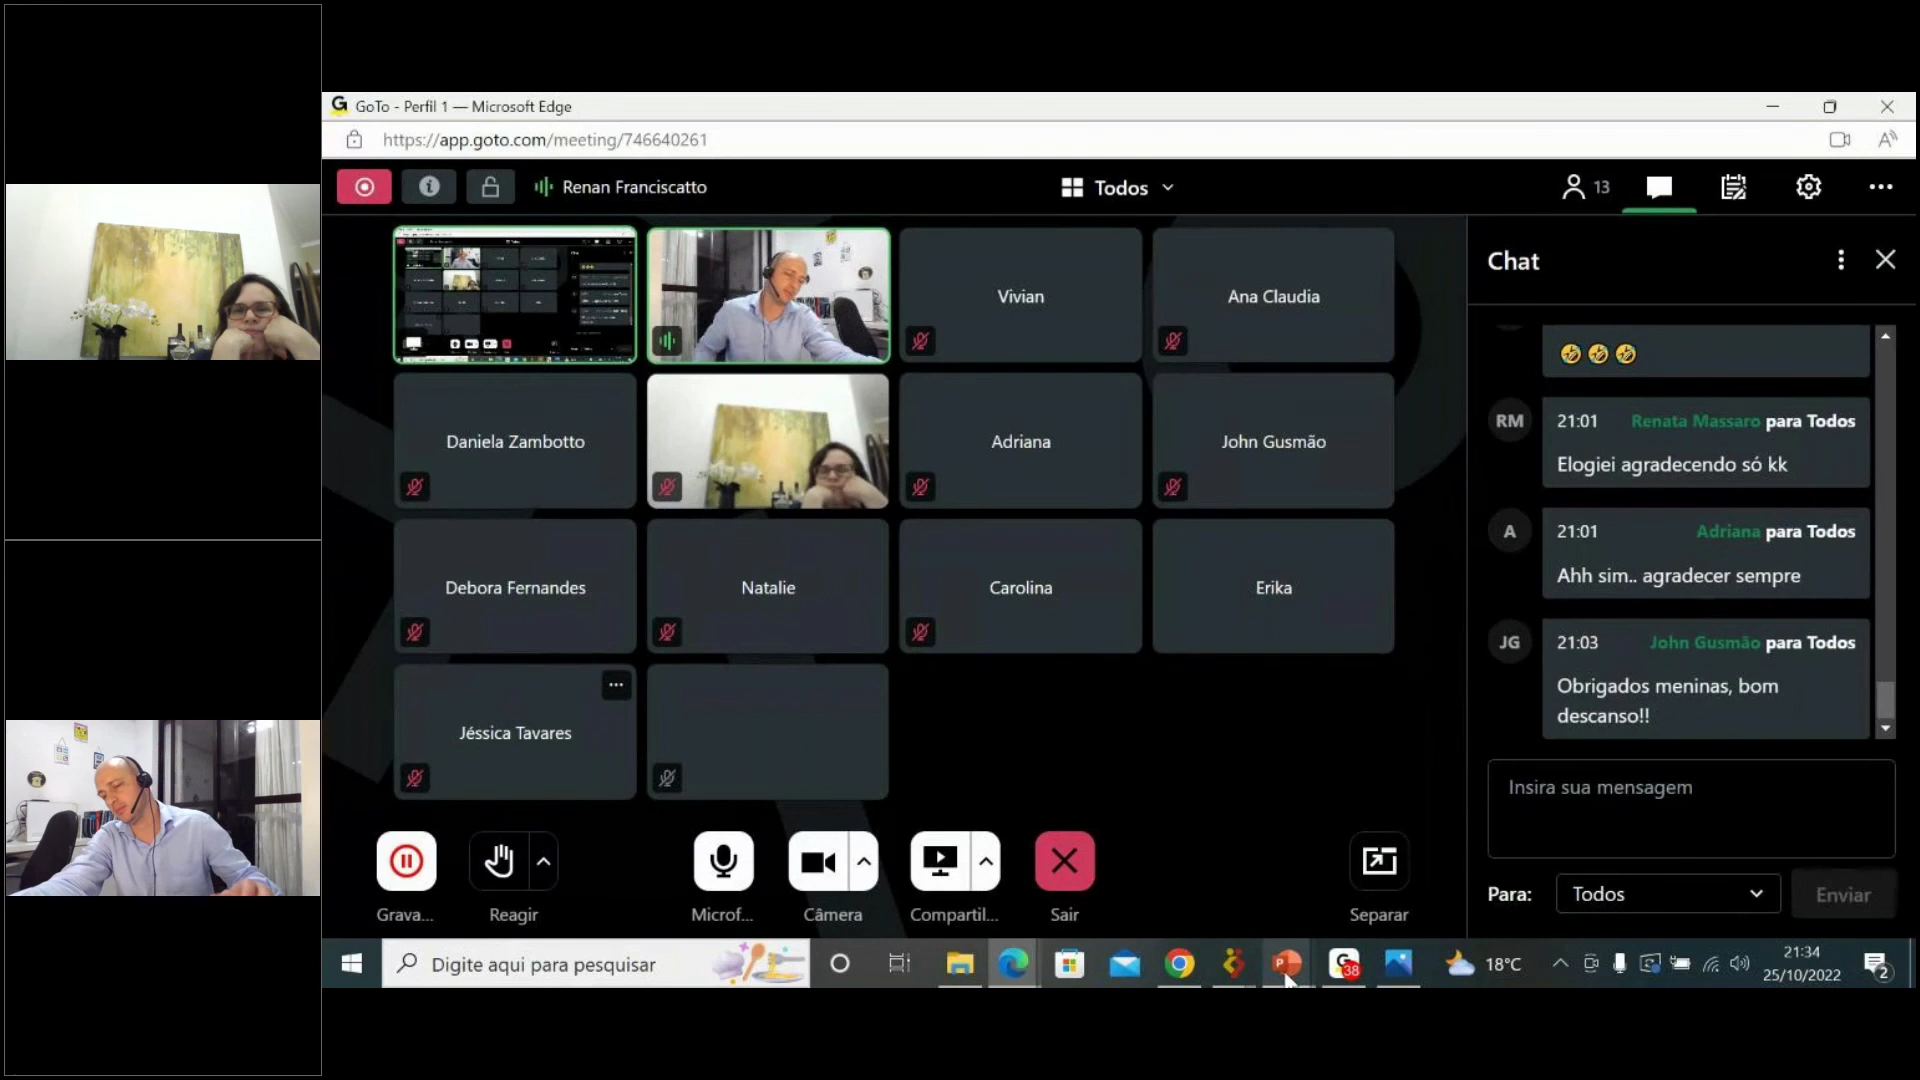 GoTo - Perfil 1 — Microsoft Edge
https://app.goto.com/meeting/746640261
Renan Franciscatto
Todos
13
Chat
Vivian
Ana Claudia
Daniela Zambotto
Adriana
John Gusmão
Debora Fernandes
Natalie
Carolina
Erika
Jéssica Tavares
🤣🤣🤣
RM
21:01 Renata Massaro para Todos
Elogiei agradecendo só kk
A
21:01 Adriana para Todos
Ahh sim.. agradecer sempre
JG
21:03 John Gusmão para Todos
Obrigados meninas, bom
descanso!!
Insira sua mensagem
Para: Todos Enviar
Grava...
Reagir
Microf...
Câmera
Compartil...
Sair
Separar
Digite aqui para pesquisar
38
18°C
21:34
25/10/2022
2